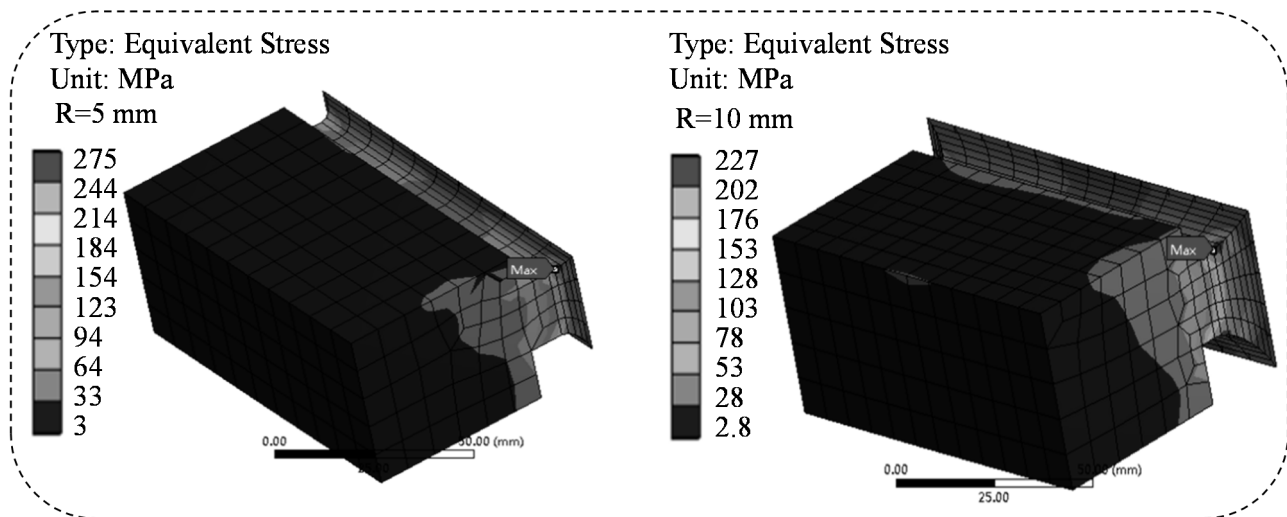 Type: Equivalent Stress
Unit: MPa
R=5 mm
275
244
214
184
154
123
94
64
33
3
Max
0.00
50.00 (mm)
Type: Equivalent Stress
Unit: MPa
R=10 mm
227
202
176
153
128
103
78
53
28
2.8
Max
0.00
50.00 (mm)
25.00